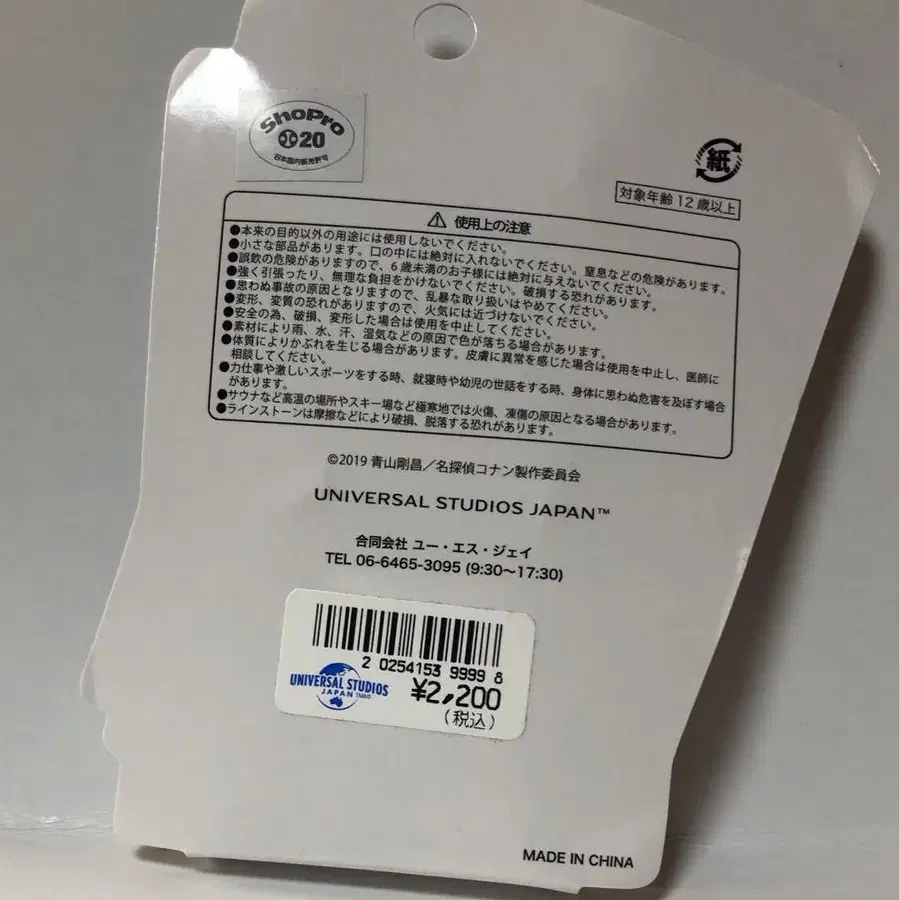 ShoPro
20
日本国内販売許可
紙
対象年齢 12 歳以上
⚠ 使用上の注意
●本来の目的以外の用途には使用しないでください。
●小さな部品があります。口の中には絶対に入れないでください。窒息などの危険があります。
●誤飲の危険がありますので、6歳未満のお子様には絶対に与えないでください。
●強く引張ったり、無理な負担をかけないでください。破損する恐れがあります。
●思わぬ事故の原因となりますので、乱暴な取り扱いはやめてください。
●変形、変質の恐れがありますので、火気には近づけないでください。
●安全の為、破損、変形した場合は使用を中止してください。
●素材により雨、水、汗、湿気などの原因で色が落ちる場合があります。
●体質によりかぶれを生じる場合があります。皮膚に異常を感じた場合は使用を中止し、医師に
相談してください。
●力仕事や激しいスポーツをする時、就寝時や幼児の世話をする時、身体に思わぬ危害を及ぼす場合
があります。
●サウナなど高温の場所やスキー場など極寒地では火傷、凍傷の原因となる場合があります。
●ラインストーンは摩擦などにより破損、脱落する恐れがあります。
©2019 青山剛昌／名探偵コナン製作委員会
UNIVERSAL STUDIOS JAPAN™
合同会社 ユー・エス・ジェイ
TEL 06-6465-3095 (9:30～17:30)
2 0254153 9999 8
UNIVERSAL STUDIOS
JAPAN TM&©
¥2,200
(税込)
MADE IN CHINA